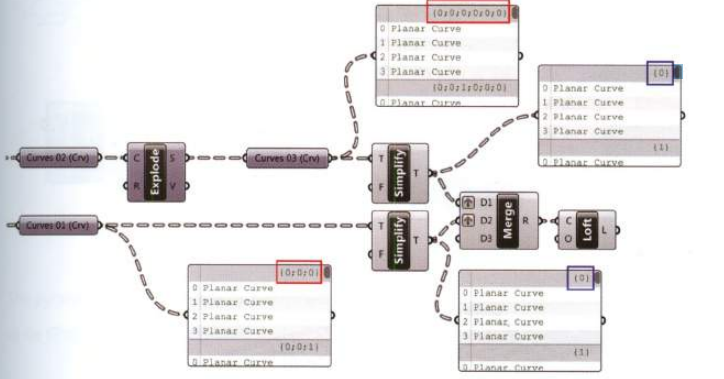 {0;0;0;0;0;0}
0 Planar Curve
1 Planar Curve
2 Planar Curve
3 Planar Curve
{0;0;1;0;0;0}
0 Planar Curve
{0}
0 Planar Curve
1 Planar Curve
2 Planar Curve
3 Planar Curve
{1}
0 Planar Curve
Curves 02 (Crv)
C
R
Explode
S
V
Curves 03 (Crv)
T
F
Simplify
T
Curves 01 (Crv)
T
F
Simplify
T
D1
D2
D3
Merge
R
C
O
Loft
L
{0;0;0}
0 Planar Curve
1 Planar Curve
2 Planar Curve
3 Planar Curve
{0;0;1}
0 Planar Curve
{0}
0 Planar Curve
1 Planar Curve
2 Planar Curve
3 Planar Curve
{1}
0 Planar Curve